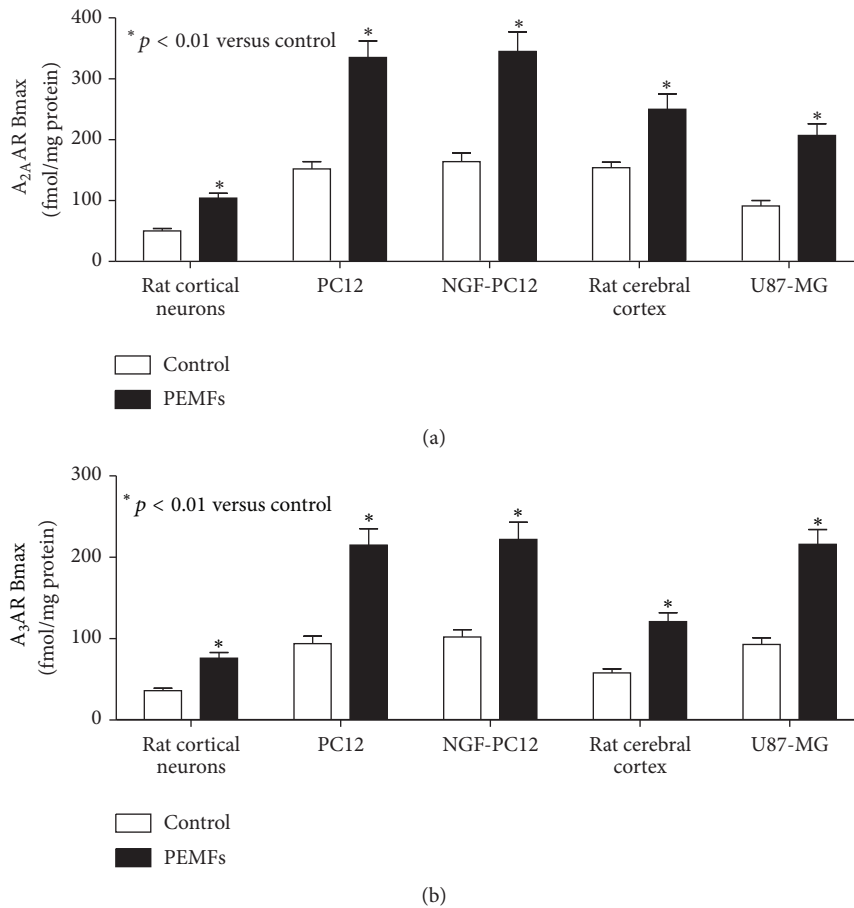 400
300
200
100
0
A2A AR Bmax
(fmol/mg protein)
* p < 0.01 versus control
* * * * *
Rat cortical neurons
PC12
NGF-PC12
Rat cerebral cortex
U87-MG
Control
PEMFs
(a)
300
200
100
0
A3AR Bmax
(fmol/mg protein)
* p < 0.01 versus control
* * * * *
Rat cortical neurons
PC12
NGF-PC12
Rat cerebral cortex
U87-MG
Control
PEMFs
(b)